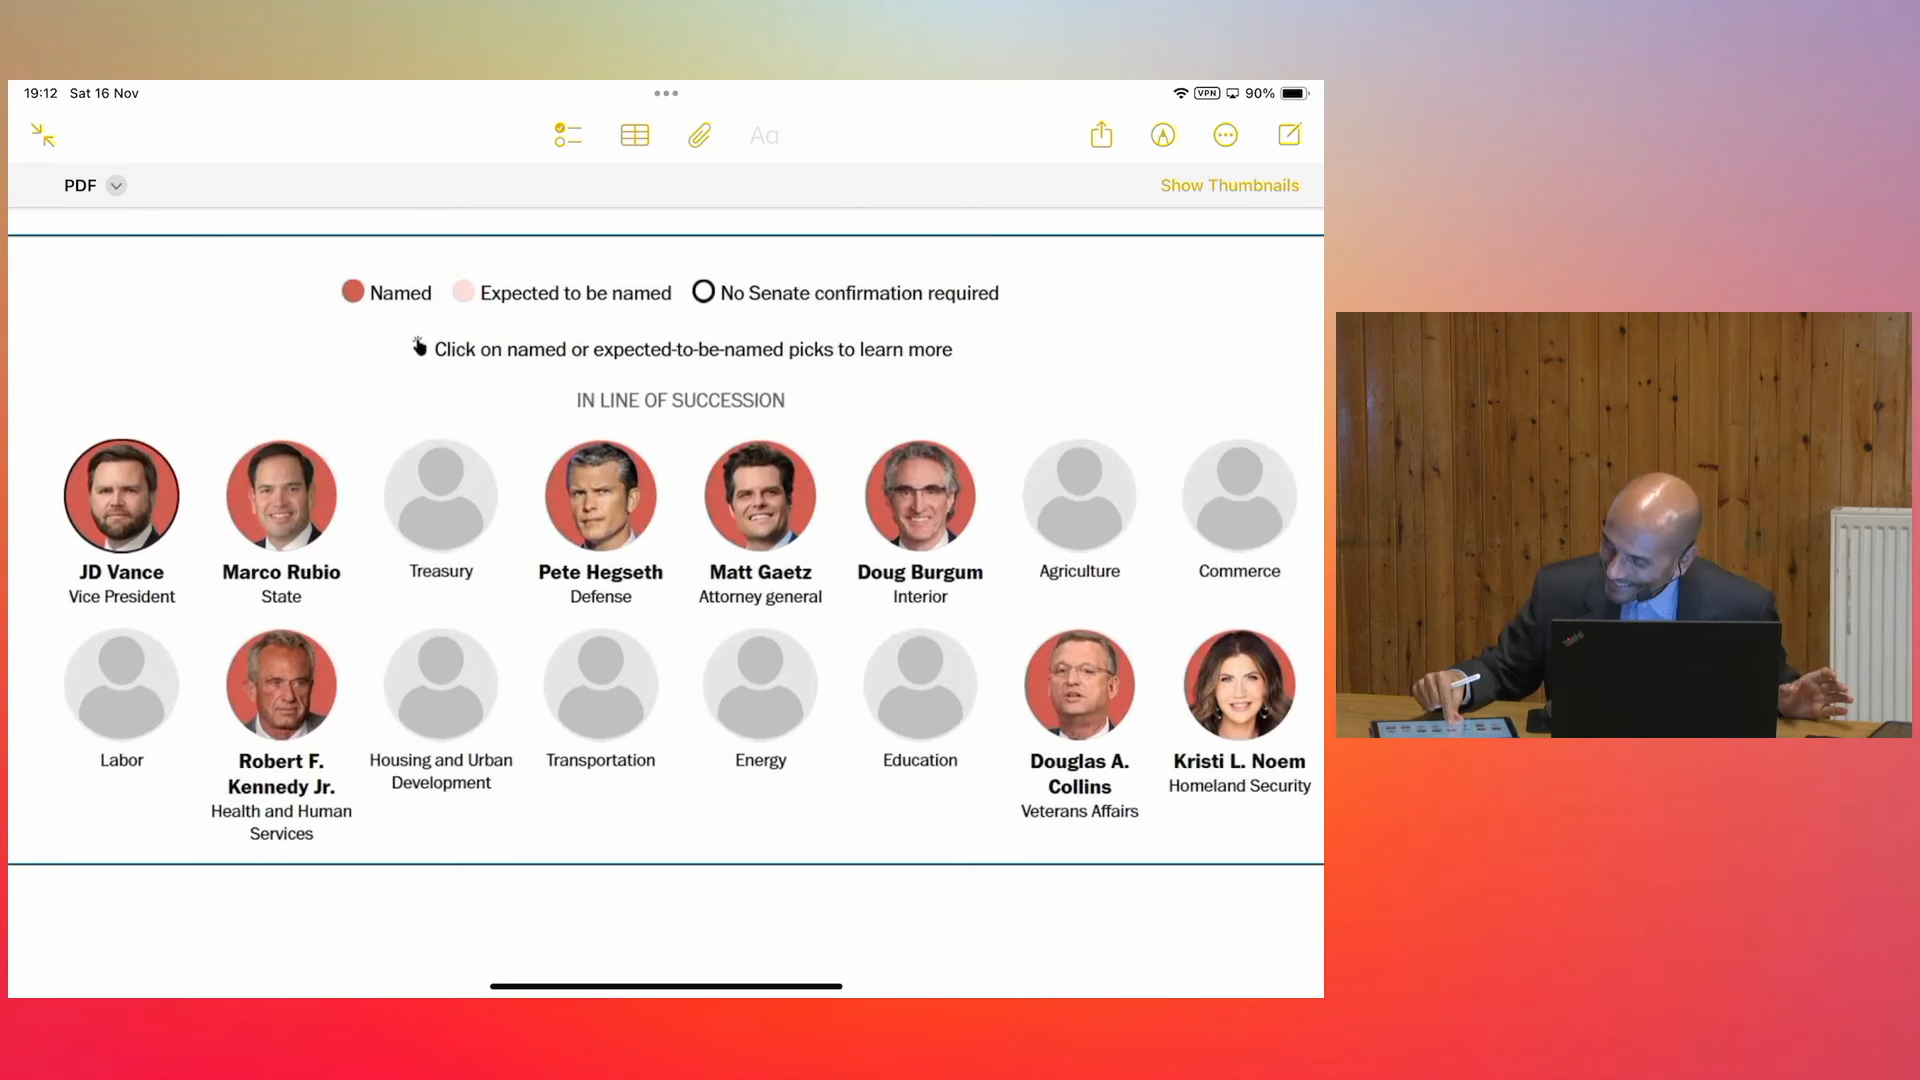 19:12 Sat 16 Nov
VPN 90%
Aa
PDF
Show Thumbnails
Named
Expected to be named
No Senate confirmation required
Click on named or expected-to-be-named picks to learn more
IN LINE OF SUCCESSION
JD Vance
Vice President
Marco Rubio
State
Treasury
Pete Hegseth
Defense
Matt Gaetz
Attorney general
Doug Burgum
Interior
Agriculture
Commerce
Labor
Robert F.
Kennedy Jr.
Health and Human
Services
Housing and Urban
Development
Transportation
Energy
Education
Douglas A.
Collins
Veterans Affairs
Kristi L. Noem
Homeland Security
ThinkPad